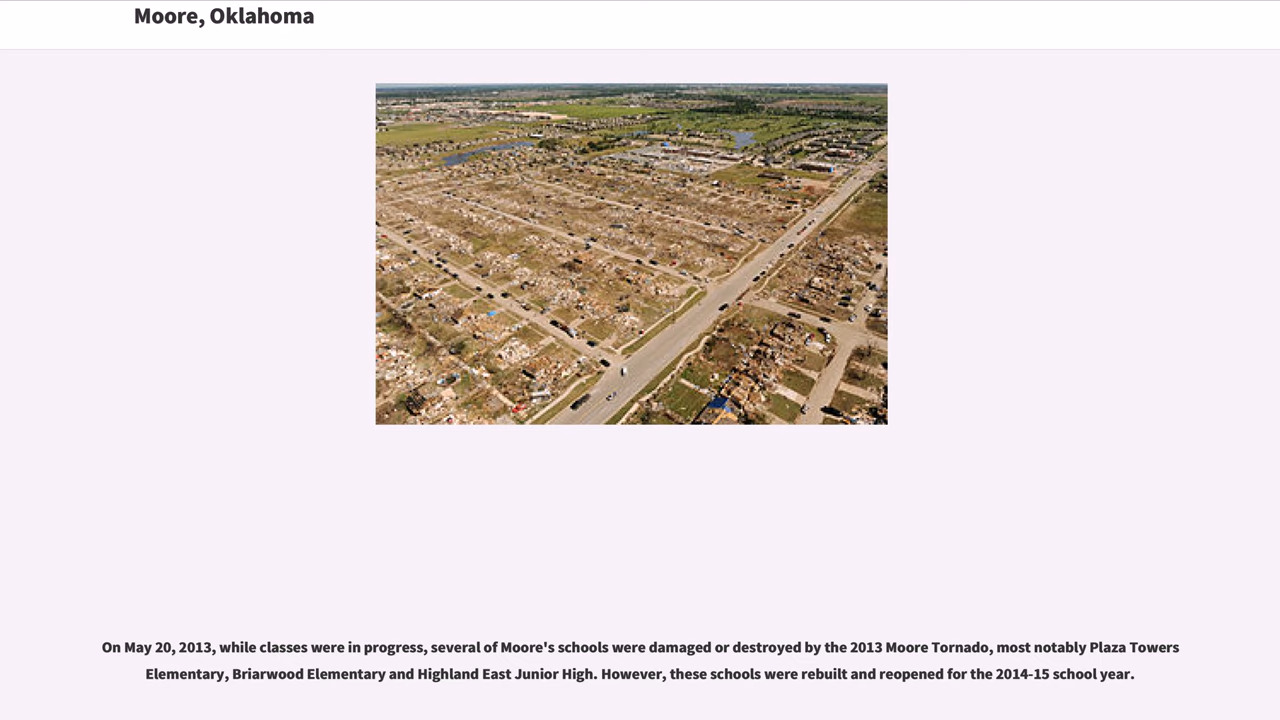 Moore, Oklahoma
On May 20, 2013, while classes were in progress, several of Moore's schools were damaged or destroyed by the 2013 Moore Tornado, most notably Plaza Towers
Elementary, Briarwood Elementary and Highland East Junior High. However, these schools were rebuilt and reopened for the 2014-15 school year.